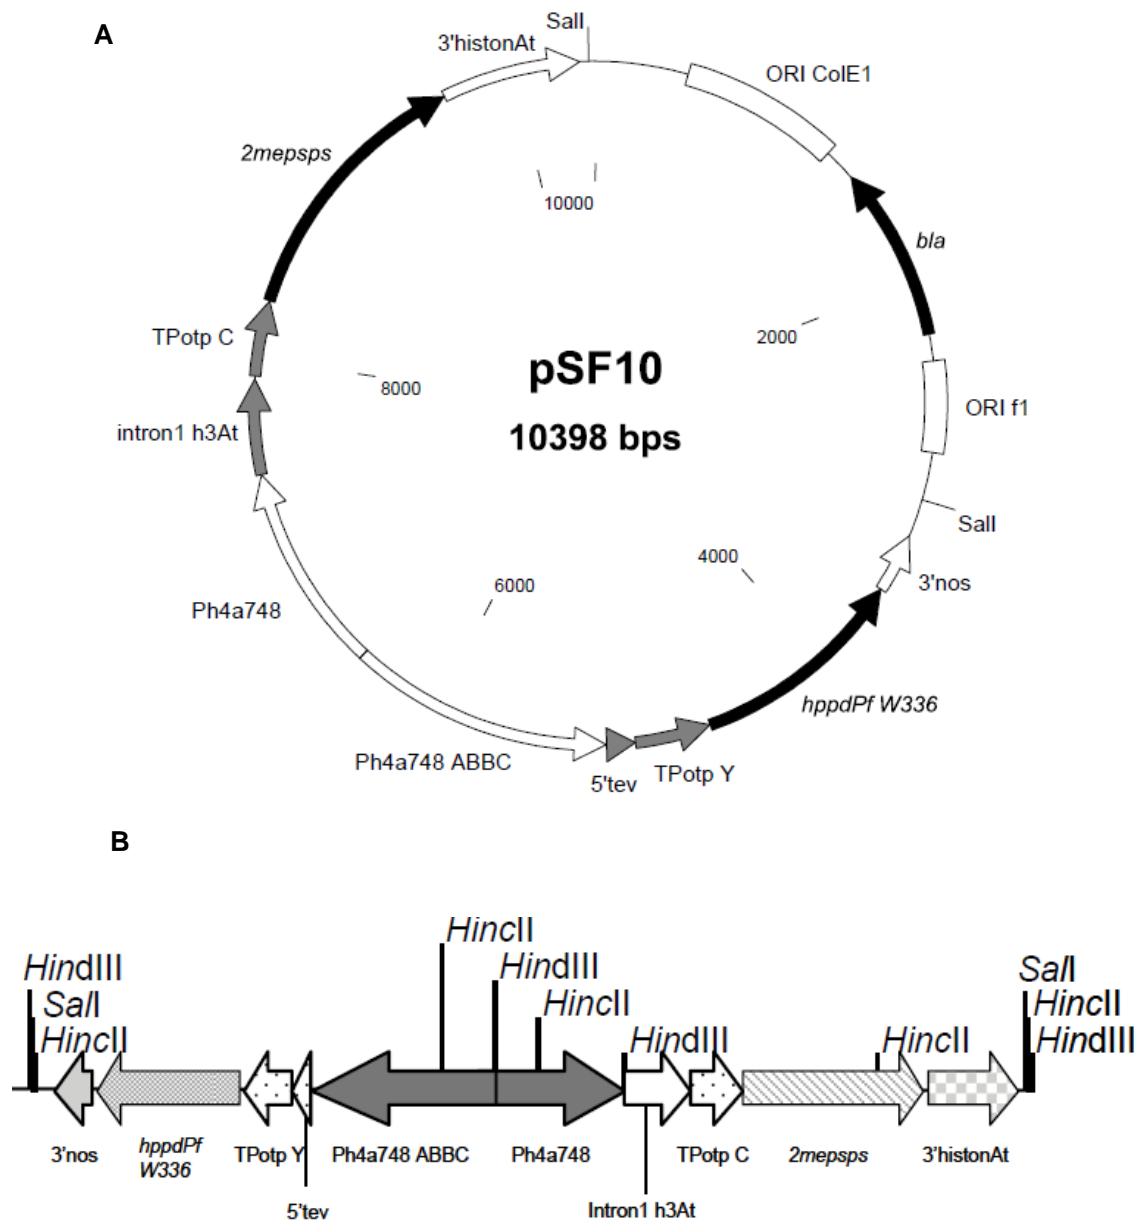 A
SalI
3'histonAt
ORI ColE1
2mepsps
10000
bla
TPotp C
2000
pSF10
8000
ORI f1
intron1 h3At
10398 bps
SalI
4000
3'nos
6000
Ph4a748
hppdPf W336
Ph4a748 ABBC
TPotp Y
5'tev
B
HincII
HindIII
HindIII
SalI
SalI
HincII
HincII
HincII
HindIII
HincII
HindIII
3'nos
hppdPf
W336
TPotp Y
Ph4a748 ABBC
Ph4a748
TPotp C
2mepsps
3'histonAt
5'tev
Intron1 h3At